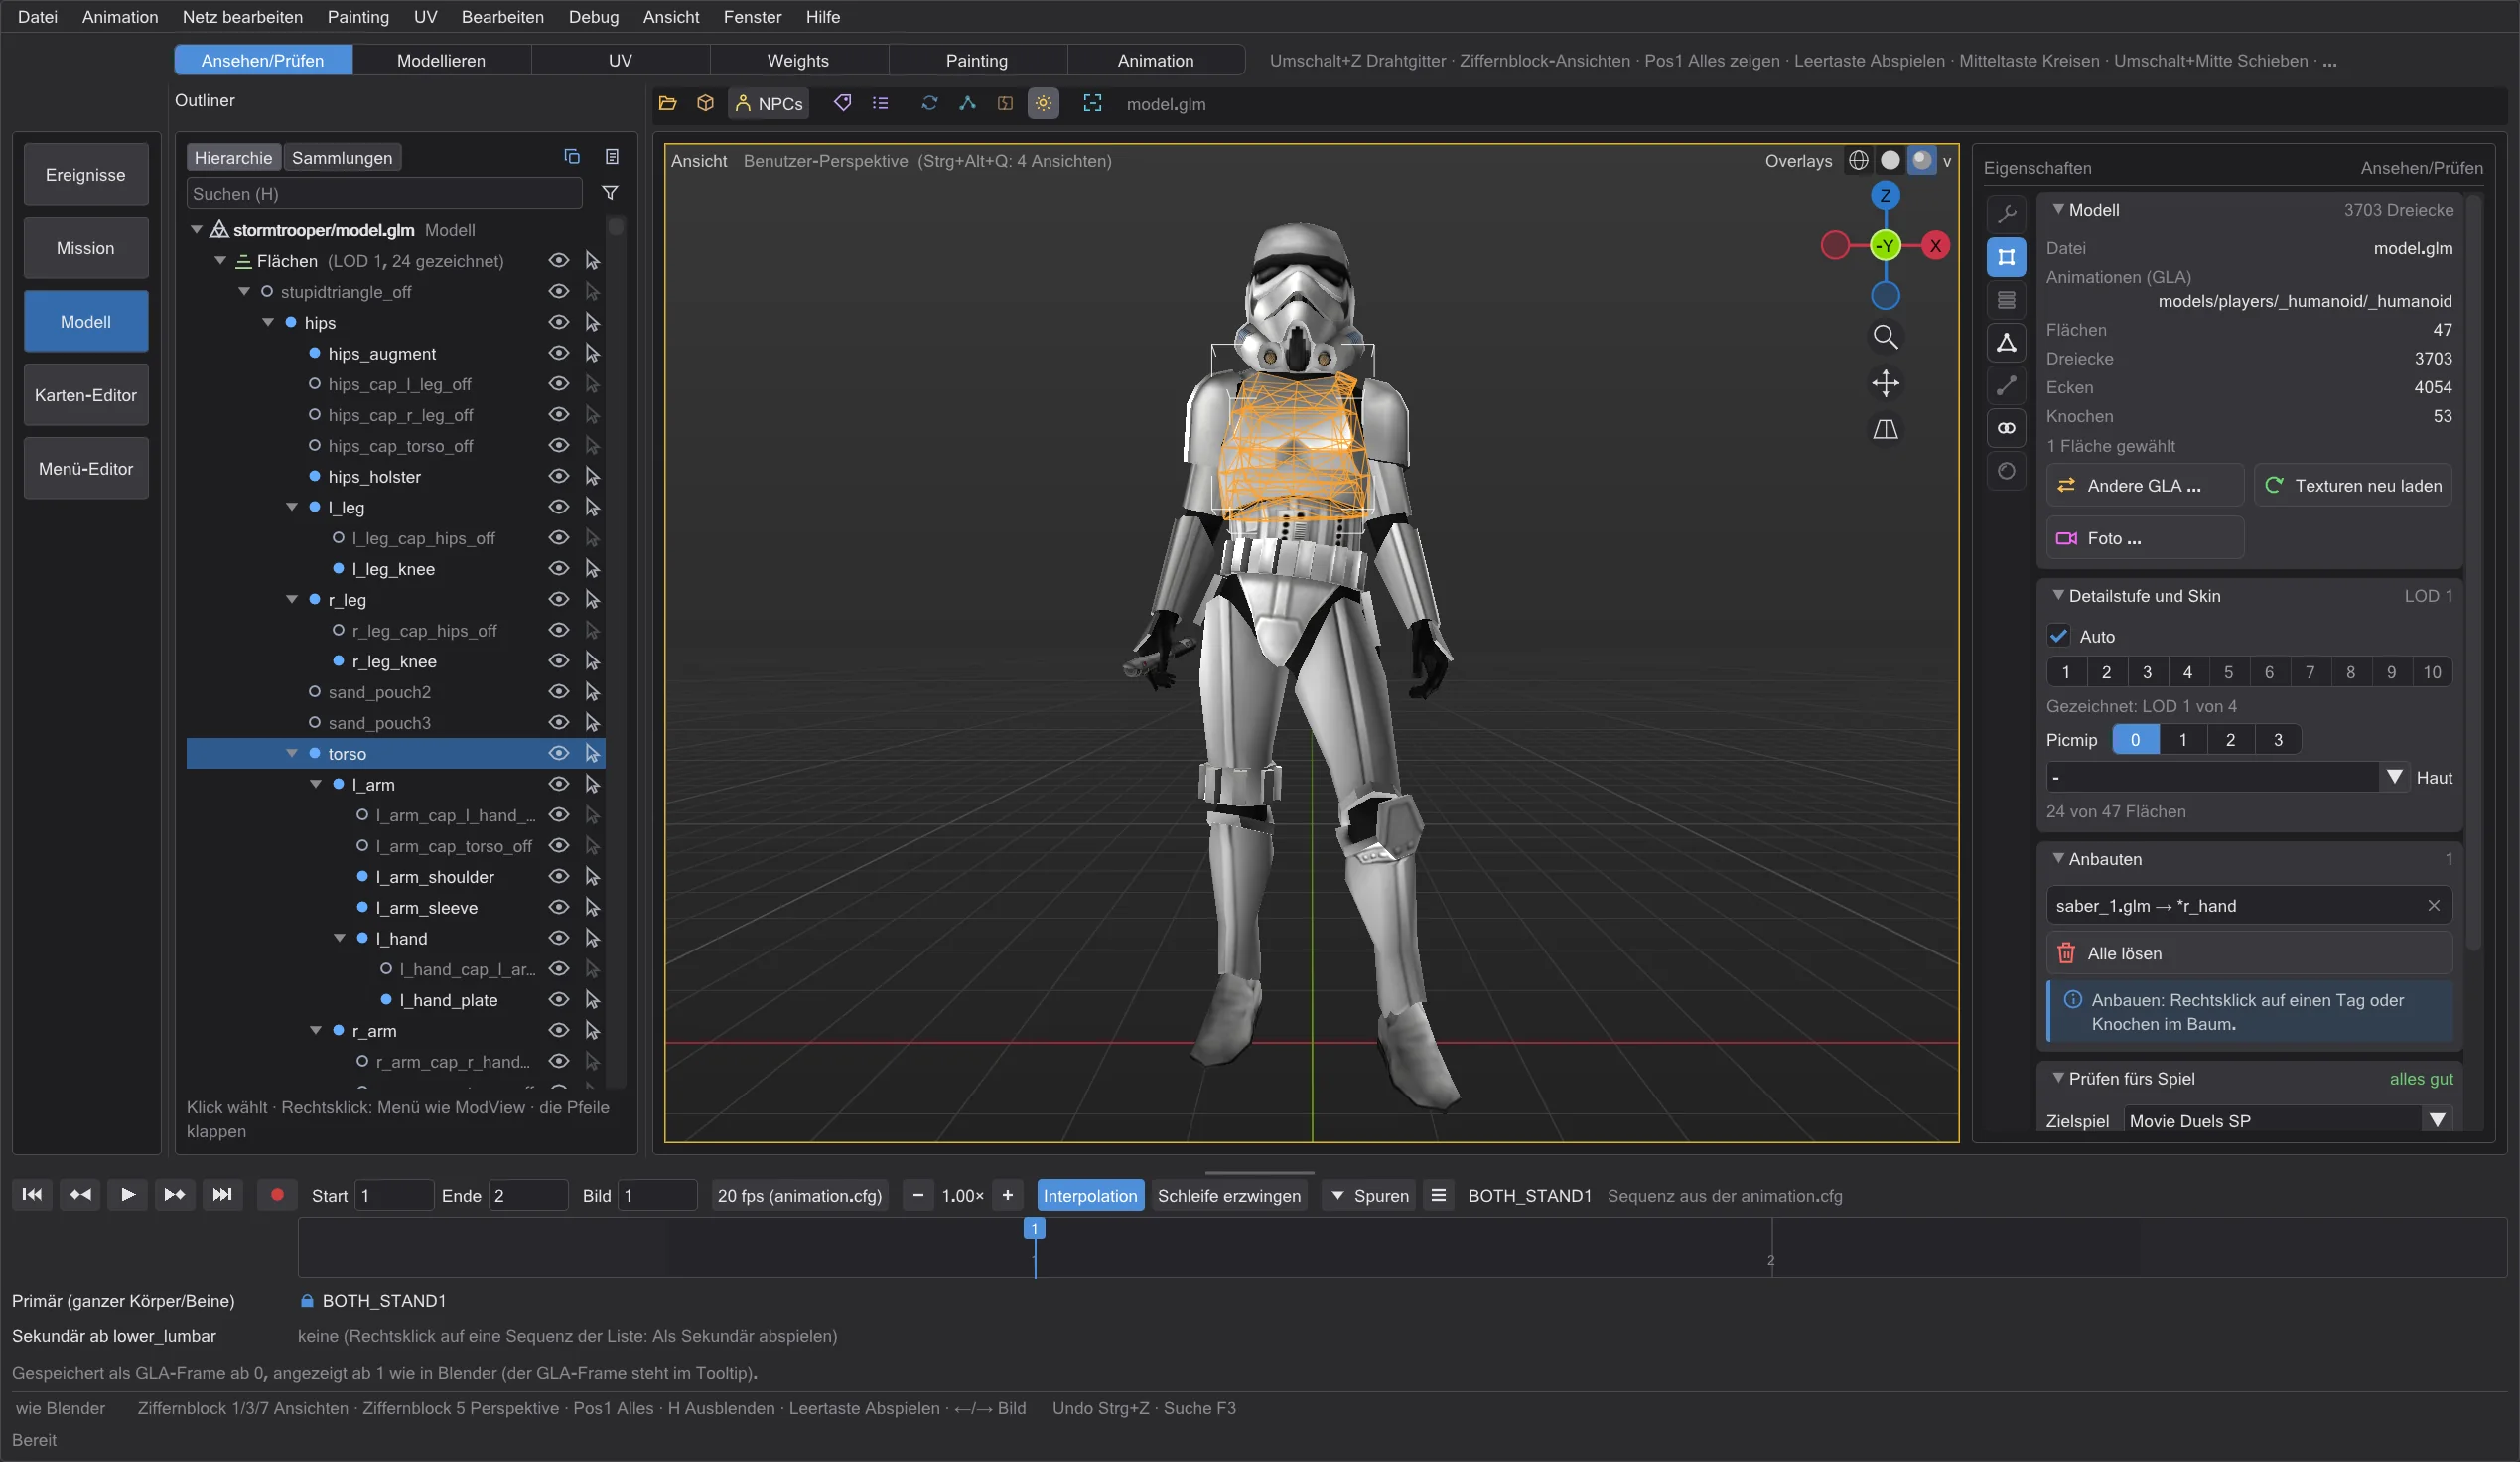 Datei Animation Netz bearbeiten Painting UV Bearbeiten Debug Ansicht Fenster Hilfe
Ansehen/Prüfen Modellieren UV Weights Painting Animation Umschalt+Z Drahtgitter · Ziffernblock-Ansichten · Pos1 Alles zeigen · Leertaste Abspielen · Mitteltaste Kreisen · Umschalt+Mitte Schieben · ...
Outliner
NPCs model.glm
Ereignisse
Mission
Modell
Karten-Editor
Menü-Editor
Hierarchie Sammlungen
Suchen (H)
stormtrooper/model.glm Modell
Flächen (LOD 1, 24 gezeichnet)
stupidtriangle_off
hips
hips_augment
hips_cap_l_leg_off
hips_cap_r_leg_off
hips_cap_torso_off
hips_holster
l_leg
l_leg_cap_hips_off
l_leg_knee
r_leg
r_leg_cap_hips_off
r_leg_knee
sand_pouch2
sand_pouch3
torso
l_arm
l_arm_cap_l_hand_...
l_arm_cap_torso_off
l_arm_shoulder
l_arm_sleeve
l_hand
l_hand_cap_l_ar...
l_hand_plate
r_arm
r_arm_cap_r_hand...
Klick wählt · Rechtsklick: Menü wie ModView · die Pfeile
klappen
Ansicht Benutzer-Perspektive (Strg+Alt+Q: 4 Ansichten) Overlays v
Z
-Y X
Eigenschaften Ansehen/Prüfen
Modell 3703 Dreiecke
Datei model.glm
Animationen (GLA)
models/players/_humanoid/_humanoid
Flächen 47
Dreiecke 3703
Ecken 4054
Knochen 53
1 Fläche gewählt
Andere GLA ... Texturen neu laden
Foto ...
Detailstufe und Skin LOD 1
Auto
1 2 3 4 5 6 7 8 9 10
Gezeichnet: LOD 1 von 4
Picmip 0 1 2 3
- Haut
24 von 47 Flächen
Anbauten 1
saber_1.glm → *r_hand
Alle lösen
Anbauen: Rechtsklick auf einen Tag oder
Knochen im Baum.
Prüfen fürs Spiel alles gut
Zielspiel Movie Duels SP
Start 1 Ende 2 Bild 1 20 fps (animation.cfg) − 1.00× + Interpolation Schleife erzwingen Spuren BOTH_STAND1 Sequenz aus der animation.cfg
1
2
Primär (ganzer Körper/Beine) BOTH_STAND1
Sekundär ab lower_lumbar keine (Rechtsklick auf eine Sequenz der Liste: Als Sekundär abspielen)
Gespeichert als GLA-Frame ab 0, angezeigt ab 1 wie in Blender (der GLA-Frame steht im Tooltip).
wie Blender Ziffernblock 1/3/7 Ansichten · Ziffernblock 5 Perspektive · Pos1 Alles · H Ausblenden · Leertaste Abspielen · ←/→ Bild Undo Strg+Z · Suche F3
Bereit